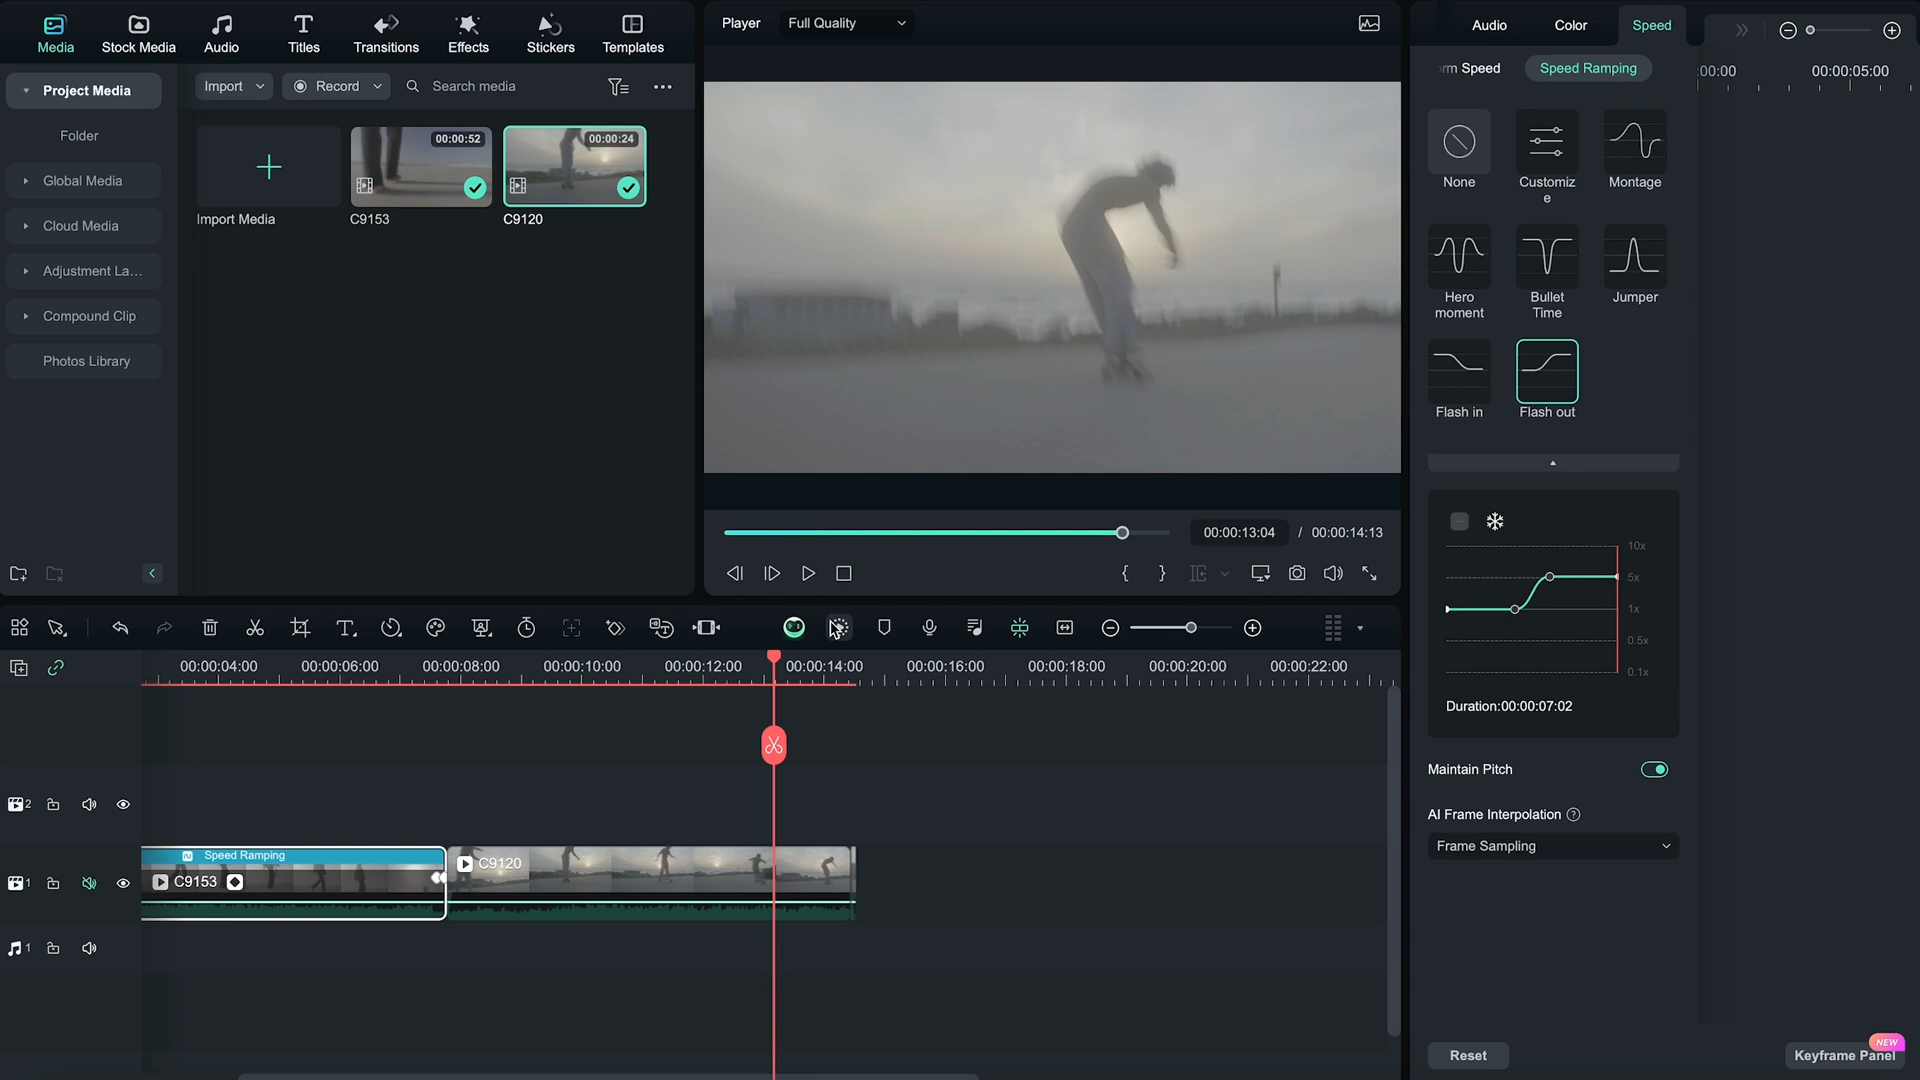 Media
Stock Media
Audio
Titles
Transitions
Effects
Stickers
Templates
Project Media
Folder
Global Media
Cloud Media
Adjustment La...
Compound Clip
Photos Library
Import
Record
Search media
Import Media
00:00:52
C9153
00:00:24
C9120
Player
Full Quality
00:00:13:04 / 00:00:14:13
Audio
Color
Speed
rm Speed
Speed Ramping
None
Customiz
e
Montage
Hero
moment
Bullet
Time
Jumper
Flash in
Flash out
10x
5x
1x
0.5x
0.1x
Duration:00:00:07:02
Maintain Pitch
AI Frame Interpolation ?
Frame Sampling
Reset
NEW
Keyframe Panel
:00:00
00:00:05:00
00:00:04:00
00:00:06:00
00:00:08:00
00:00:10:00
00:00:12:00
00:00:14:00
00:00:16:00
00:00:18:00
00:00:20:00
00:00:22:00
2
Speed Ramping
C9153
C9120
1
1